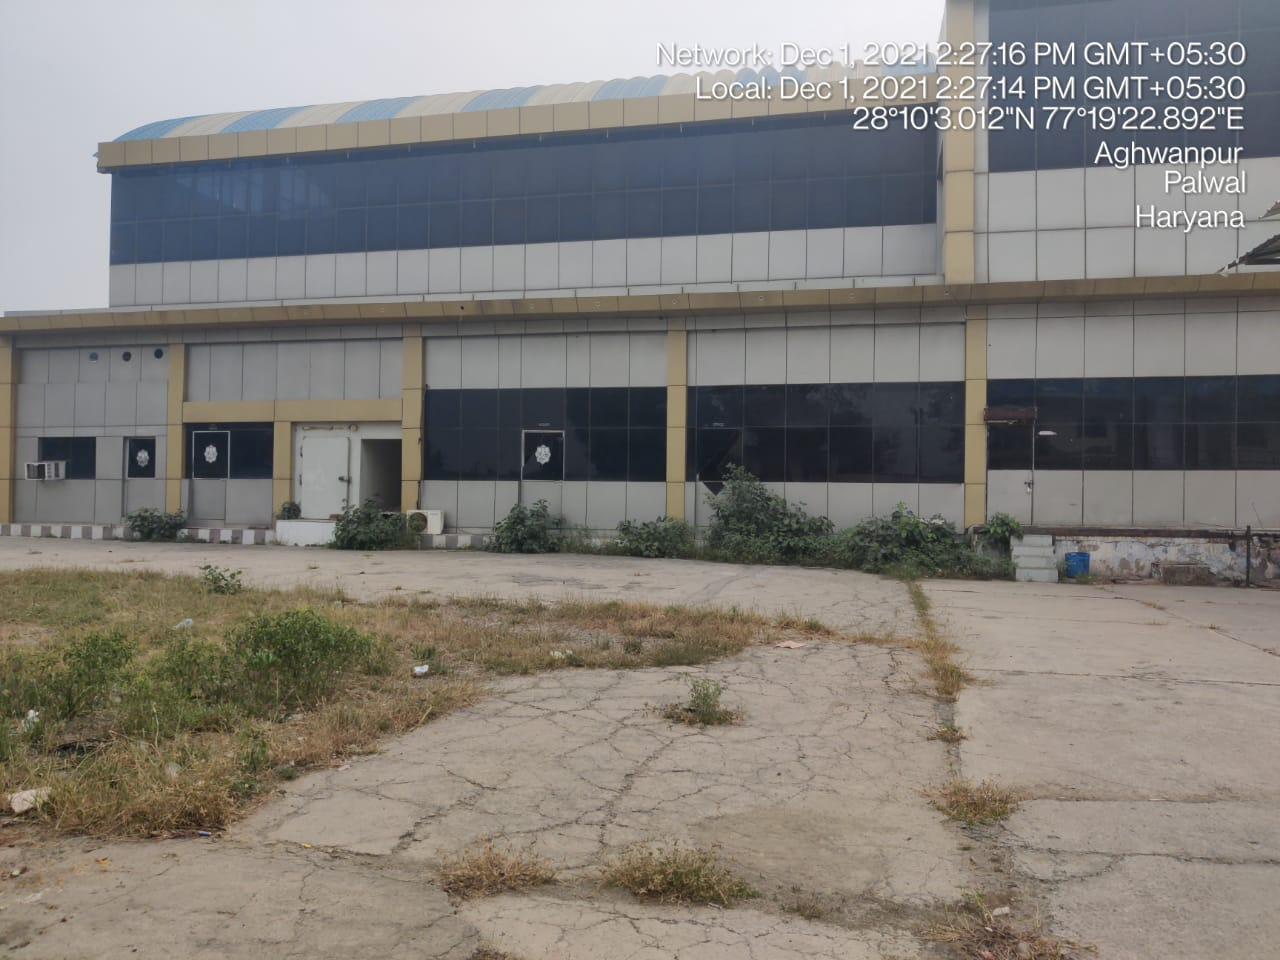 Network: Dec 1, 2021 2:27:16 PM GMT+05:30
Local: Dec 1, 2021 2:27:14 PM GMT+05:30
28°10'3.012"N 77°19'22.892"E
Aghwanpur
Palwal
Haryana